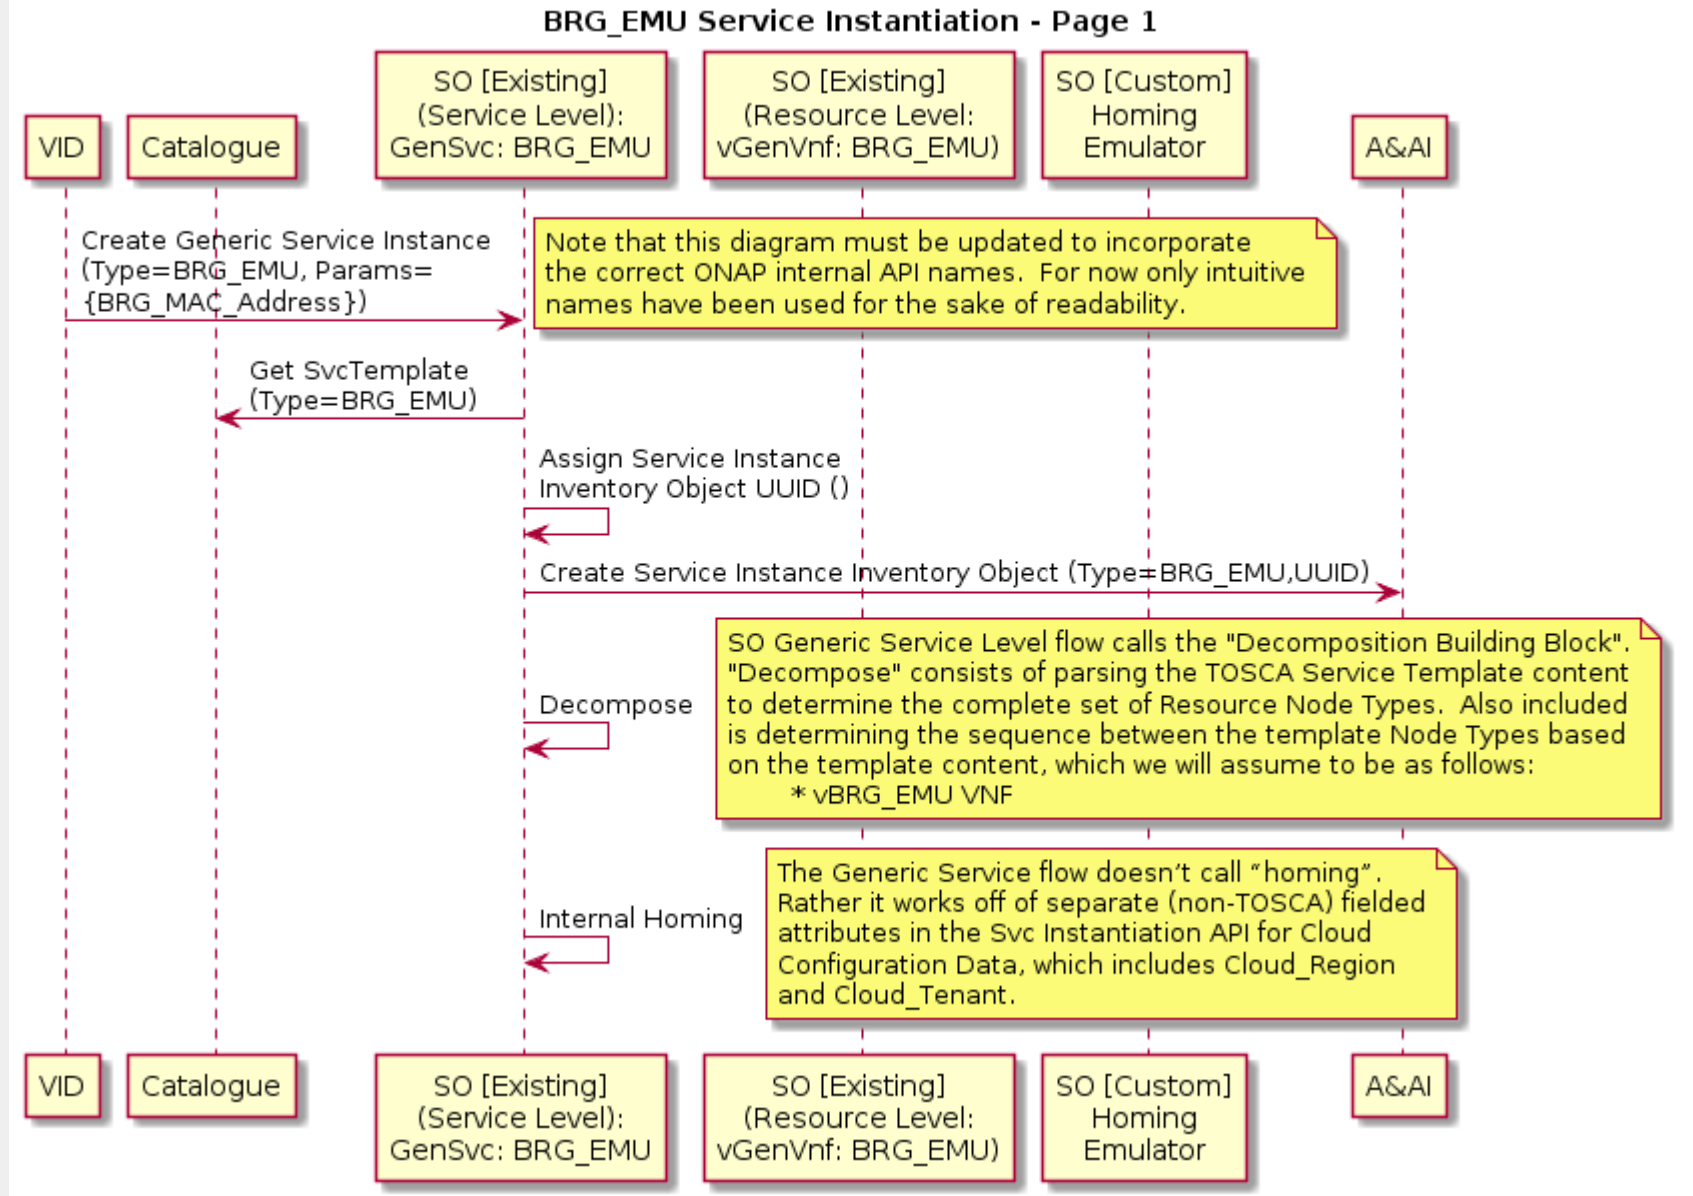 BRG_EMU Service Instantiation - Page 1
VID
Catalogue
SO [Existing]
(Service Level):
GenSvc: BRG_EMU
SO [Existing]
(Resource Level:
vGenVnf: BRG_EMU)
SO [Custom]
Homing
Emulator
A&AI
Create Generic Service Instance
(Type=BRG_EMU, Params=
{BRG_MAC_Address})
Note that this diagram must be updated to incorporate
the correct ONAP internal API names.  For now only intuitive
names have been used for the sake of readability.
Get SvcTemplate
(Type=BRG_EMU)
Assign Service Instance
Inventory Object UUID ()
Create Service Instance Inventory Object (Type=BRG_EMU,UUID)
SO Generic Service Level flow calls the "Decomposition Building Block".
"Decompose" consists of parsing the TOSCA Service Template content
to determine the complete set of Resource Node Types.  Also included
is determining the sequence between the template Node Types based
on the template content, which we will assume to be as follows:
* vBRG_EMU VNF
Decompose
The Generic Service flow doesn’t call “homing”.
Rather it works off of separate (non-TOSCA) fielded
attributes in the Svc Instantiation API for Cloud
Configuration Data, which includes Cloud_Region
and Cloud_Tenant.
Internal Homing
VID
Catalogue
SO [Existing]
(Service Level):
GenSvc: BRG_EMU
SO [Existing]
(Resource Level:
vGenVnf: BRG_EMU)
SO [Custom]
Homing
Emulator
A&AI